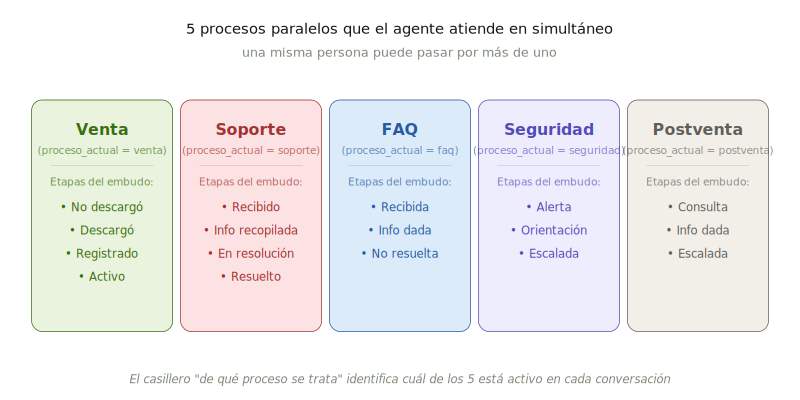 5 procesos paralelos que el agente atiende en simultáneo
una misma persona puede pasar por más de uno
Venta
(proceso_actual = venta)
Etapas del embudo:
• No descargó
• Descargó
• Registrado
• Activo
Soporte
(proceso_actual = soporte)
Etapas del embudo:
• Recibido
• Info recopilada
• En resolución
• Resuelto
FAQ
(proceso_actual = faq)
Etapas del embudo:
• Recibida
• Info dada
• No resuelta
Seguridad
(proceso_actual = seguridad)
Etapas del embudo:
• Alerta
• Orientación
• Escalada
Postventa
(proceso_actual = postventa)
Etapas del embudo:
• Consulta
• Info dada
• Escalada
El casillero "de qué proceso se trata" identifica cuál de los 5 está activo en cada conversación